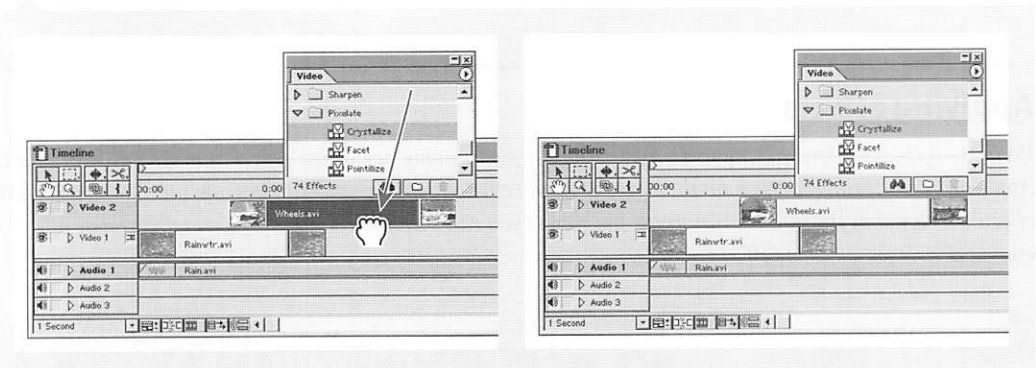 Video
Sharpen
Pixelate
Crystallize
Facet
Pointillize
74 Effects
Timeline
00:00
0:00
Video 2
Wheels.avi
Video 1
Rainwtr.avi
Audio 1
Rain.avi
Audio 2
Audio 3
1 Second
Video
Sharpen
Pixelate
Crystallize
Facet
Pointillize
74 Effects
Timeline
00:00
0:00
Video 2
Wheels.avi
Video 1
Rainwtr.avi
Audio 1
Rain.avi
Audio 2
Audio 3
1 Second